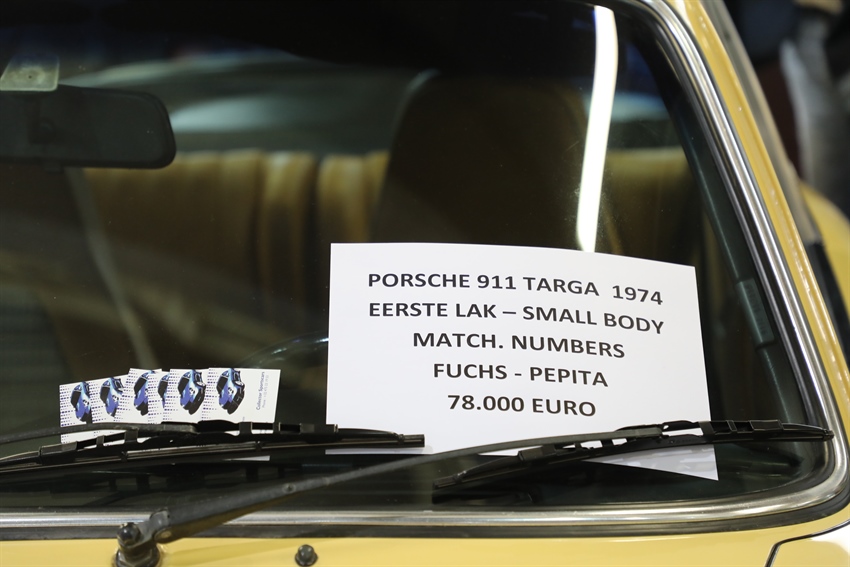 PORSCHE 911 TARGA 1974
EERSTE LAK – SMALL BODY
MATCH. NUMBERS
FUCHS - PEPITA
78.000 EURO